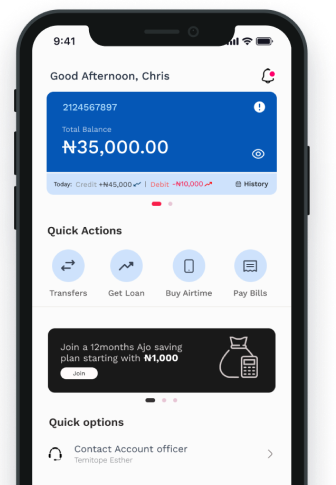 9:41
Good Afternoon, Chris
2124567897
Total Balance
₦35,000.00
Today: Credit +₦45,000 | Debit -₦10,000 History
Quick Actions
Transfers Get Loan Buy Airtime Pay Bills
Join a 12months Ajo saving
plan starting with ₦1,000
Join
Quick options
Contact Account officer
Temitope Esther